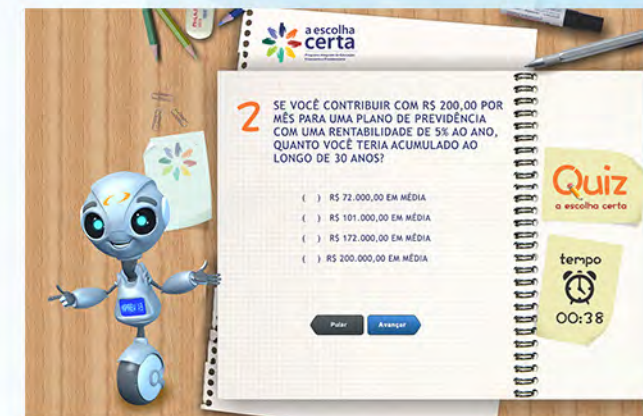 a escolha
certa
2
SE VOCÊ CONTRIBUIR COM R$ 200,00 POR
MÊS PARA UMA PLANO DE PREVIDÊNCIA
COM UMA RENTABILIDADE DE 5% AO ANO,
QUANTO VOCÊ TERIA ACUMULADO AO
LONGO DE 30 ANOS?
( ) R$ 72.000,00 EM MÉDIA
( ) R$ 101.000,00 EM MÉDIA
( ) R$ 172.000,00 EM MÉDIA
( ) R$ 200.000,00 EM MÉDIA
Pular
Avançar
Quiz
a escolha certa
tempo
00:38